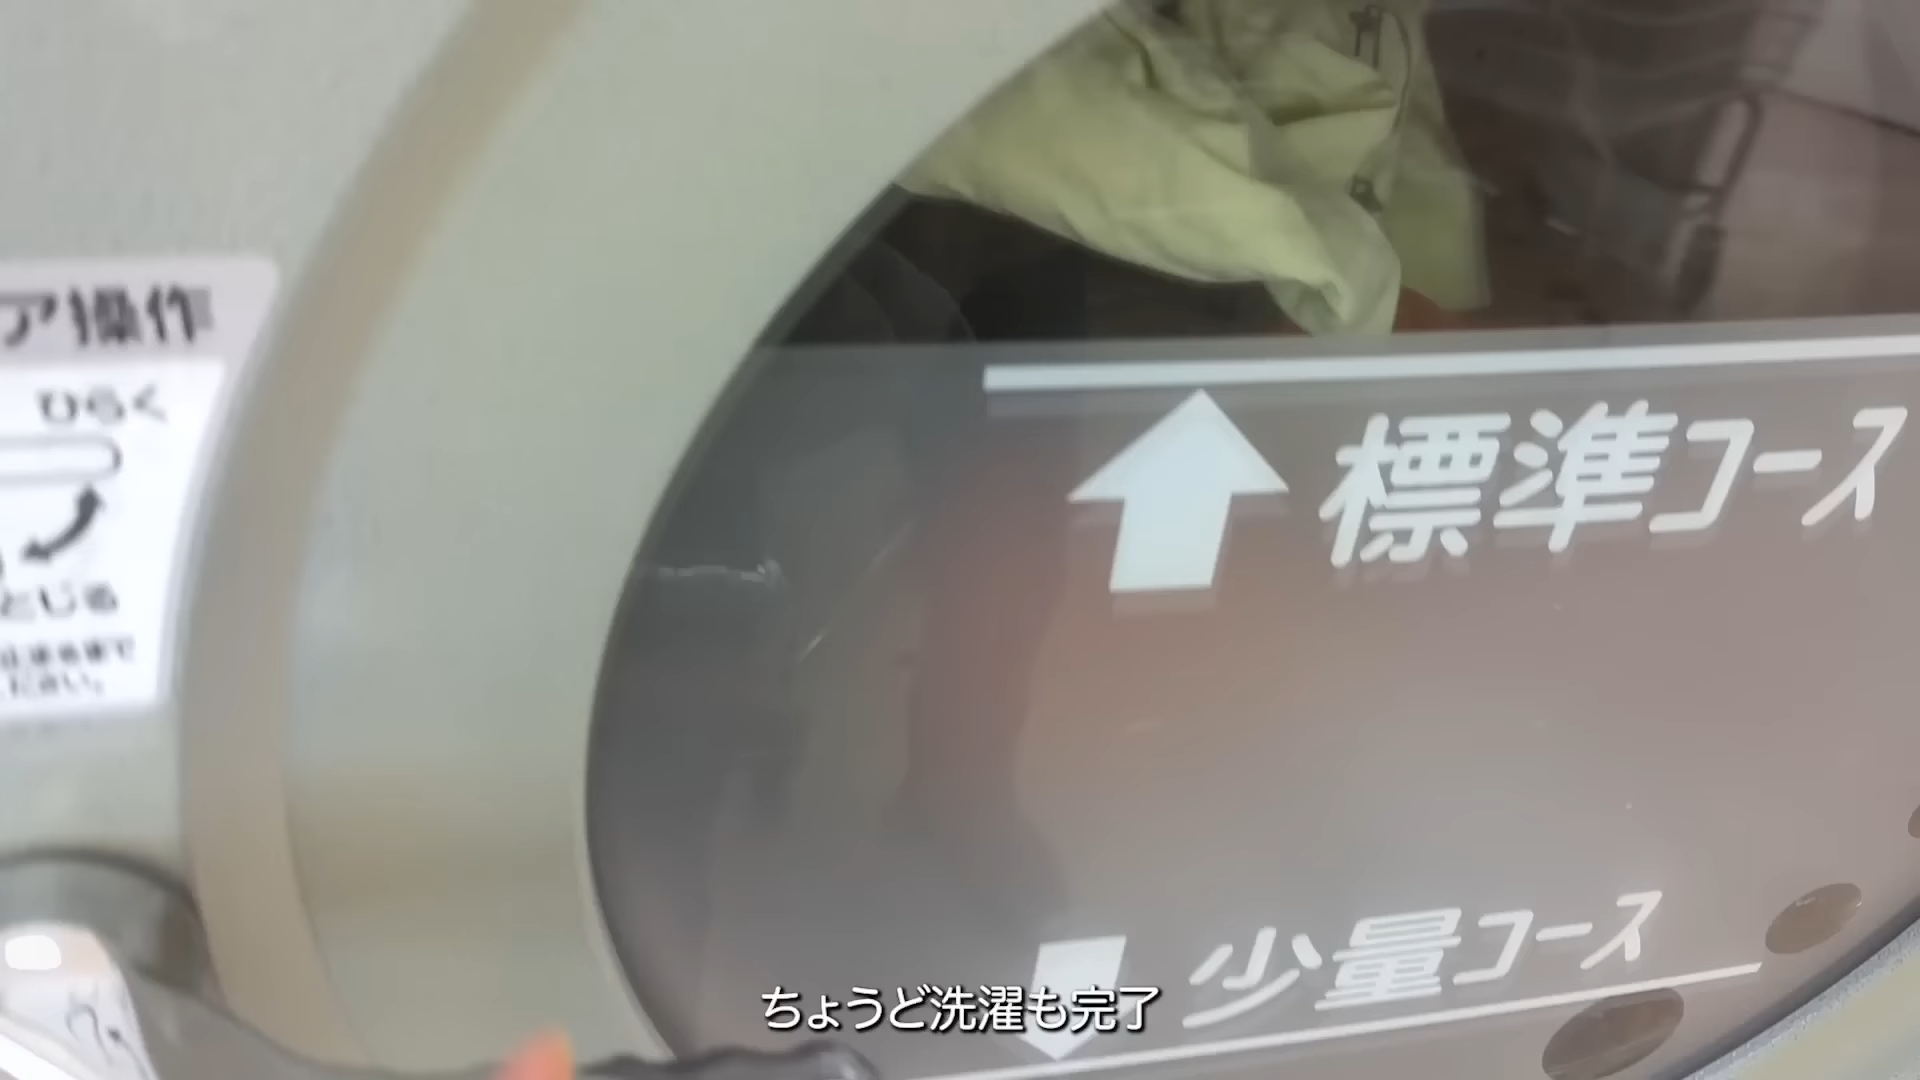 ア操作
ひらく
とじる
標準コース
少量コース
ちょうど洗濯も完了